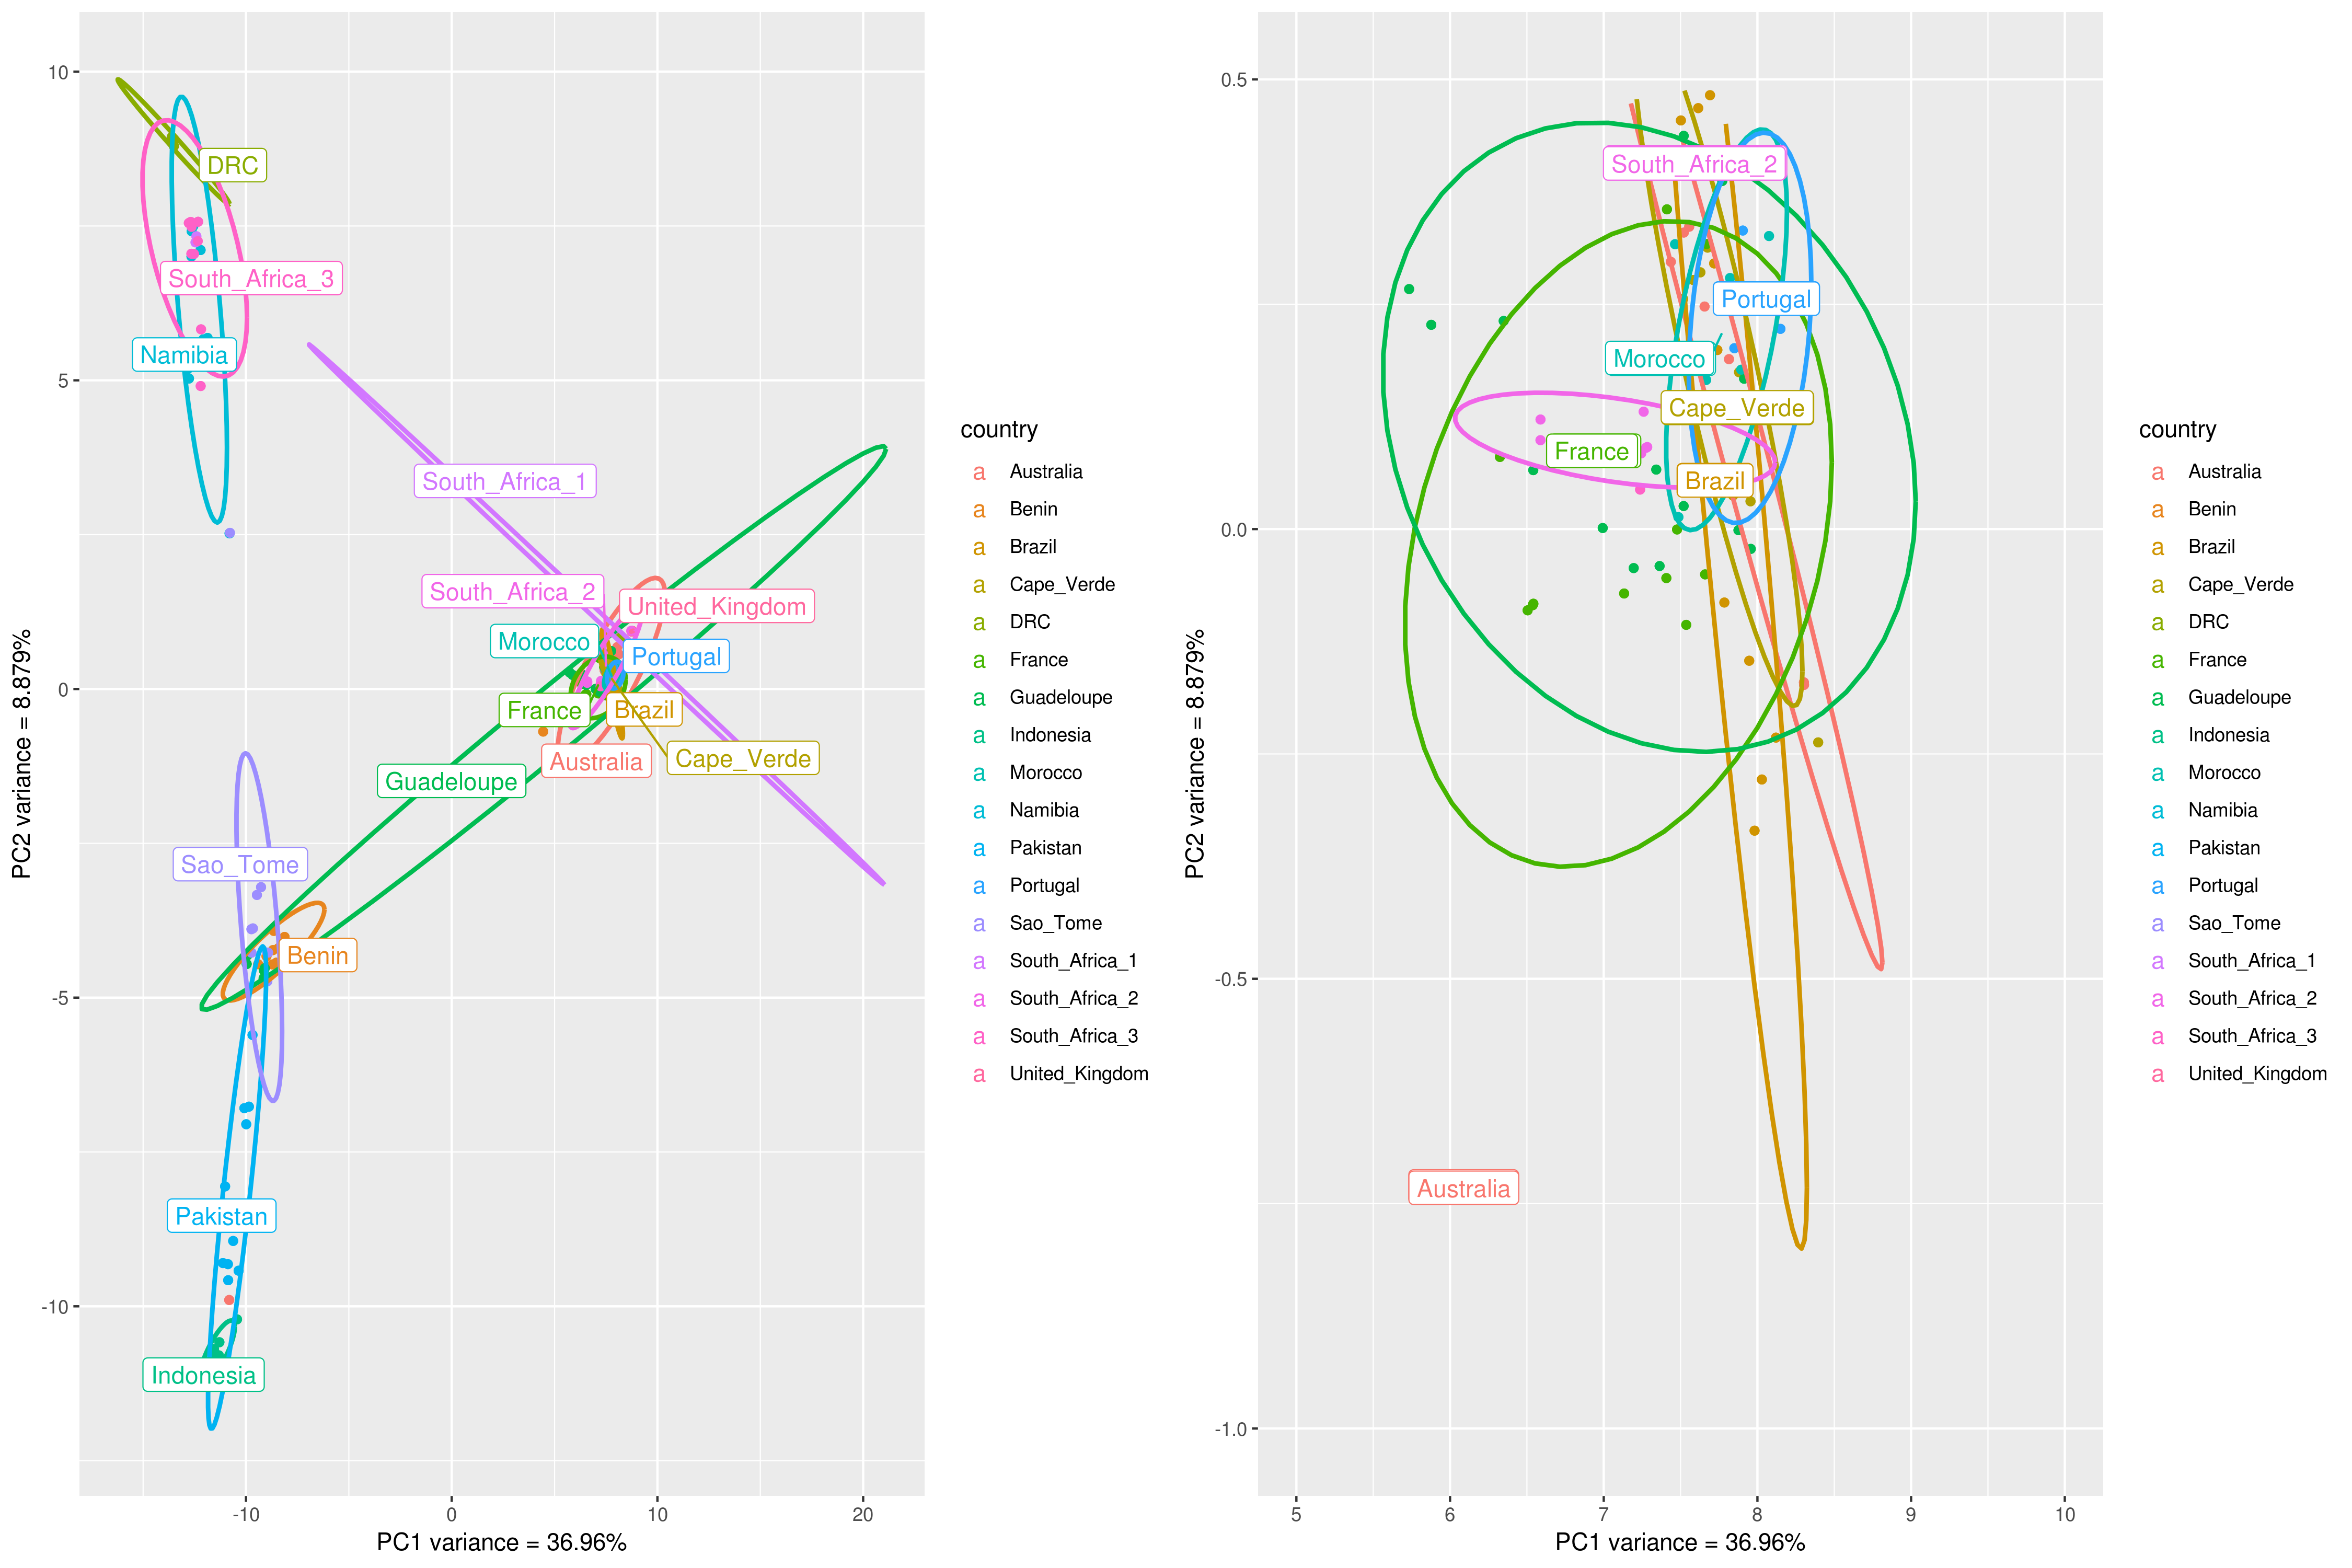 10
5
0
-5
-10
-10
0
10
20
PC1 variance = 36.96%
PC2 variance = 8.879%
DRC
South_Africa_3
Namibia
South_Africa_1
South_Africa_2
United_Kingdom
Morocco
Portugal
France
Brazil
Australia
Cape_Verde
Guadeloupe
Sao_Tome
Benin
Pakistan
Indonesia
country
a Australia
a Benin
a Brazil
a Cape_Verde
a DRC
a France
a Guadeloupe
a Indonesia
a Morocco
a Namibia
a Pakistan
a Portugal
a Sao_Tome
a South_Africa_1
a South_Africa_2
a South_Africa_3
a United_Kingdom
0.5
0.0
-0.5
-1.0
5
6
7
8
9
10
PC1 variance = 36.96%
PC2 variance = 8.879%
South_Africa_2
Portugal
Morocco
Cape_Verde
France
Brazil
Australia
country
a Australia
a Benin
a Brazil
a Cape_Verde
a DRC
a France
a Guadeloupe
a Indonesia
a Morocco
a Namibia
a Pakistan
a Portugal
a Sao_Tome
a South_Africa_1
a South_Africa_2
a South_Africa_3
a United_Kingdom